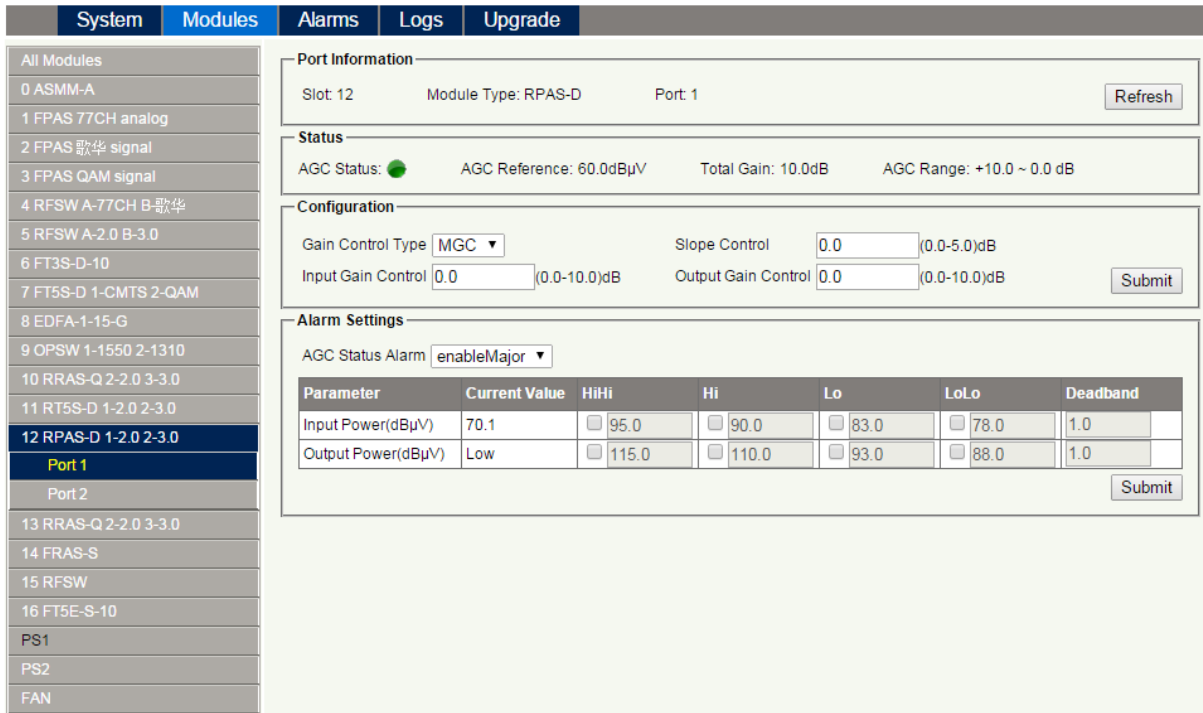 System Modules Alarms Logs Upgrade
All Modules
0 ASMM-A
1 FPAS 77CH analog
2 FPAS 歌华 signal
3 FPAS QAM signal
4 RFSW A-77CH B-歌华
5 RFSW A-2.0 B-3.0
6 FT3S-D-10
7 FT5S-D 1-CMTS 2-QAM
8 EDFA-1-15-G
9 OPSW 1-1550 2-1310
10 RRAS-Q 2-2.0 3-3.0
11 RT5S-D 1-2.0 2-3.0
12 RPAS-D 1-2.0 2-3.0
Port 1
Port 2
13 RRAS-Q 2-2.0 3-3.0
14 FRAS-S
15 RFSW
16 FT5E-S-10
PS1
PS2
FAN
Port Information
Slot: 12 Module Type: RPAS-D Port: 1 Refresh
Status
AGC Status: AGC Reference: 60.0dBµV Total Gain: 10.0dB AGC Range: +10.0 ~ 0.0 dB
Configuration
Gain Control Type MGC Slope Control 0.0 (0.0-5.0)dB
Input Gain Control 0.0 (0.0-10.0)dB Output Gain Control 0.0 (0.0-10.0)dB Submit
Alarm Settings
AGC Status Alarm enableMajor
Parameter Current Value HiHi Hi Lo LoLo Deadband
Input Power(dBµV) 70.1 95.0 90.0 83.0 78.0 1.0
Output Power(dBµV) Low 115.0 110.0 93.0 88.0 1.0
Submit